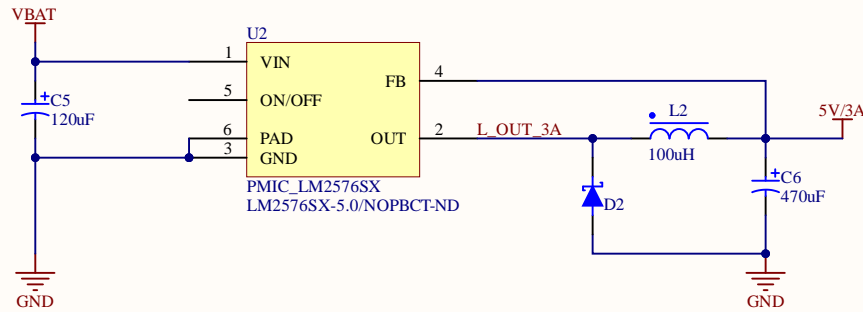 VBAT
U2
1
VIN
FB
4
5V/3A
C5
120uF
5
ON/OFF
L2
6
PAD
OUT
2
L_OUT_3A
100uH
3
GND
C6
470uF
PMIC_LM2576SX
LM2576SX-5.0/NOPBCT-ND
D2
GND
GND